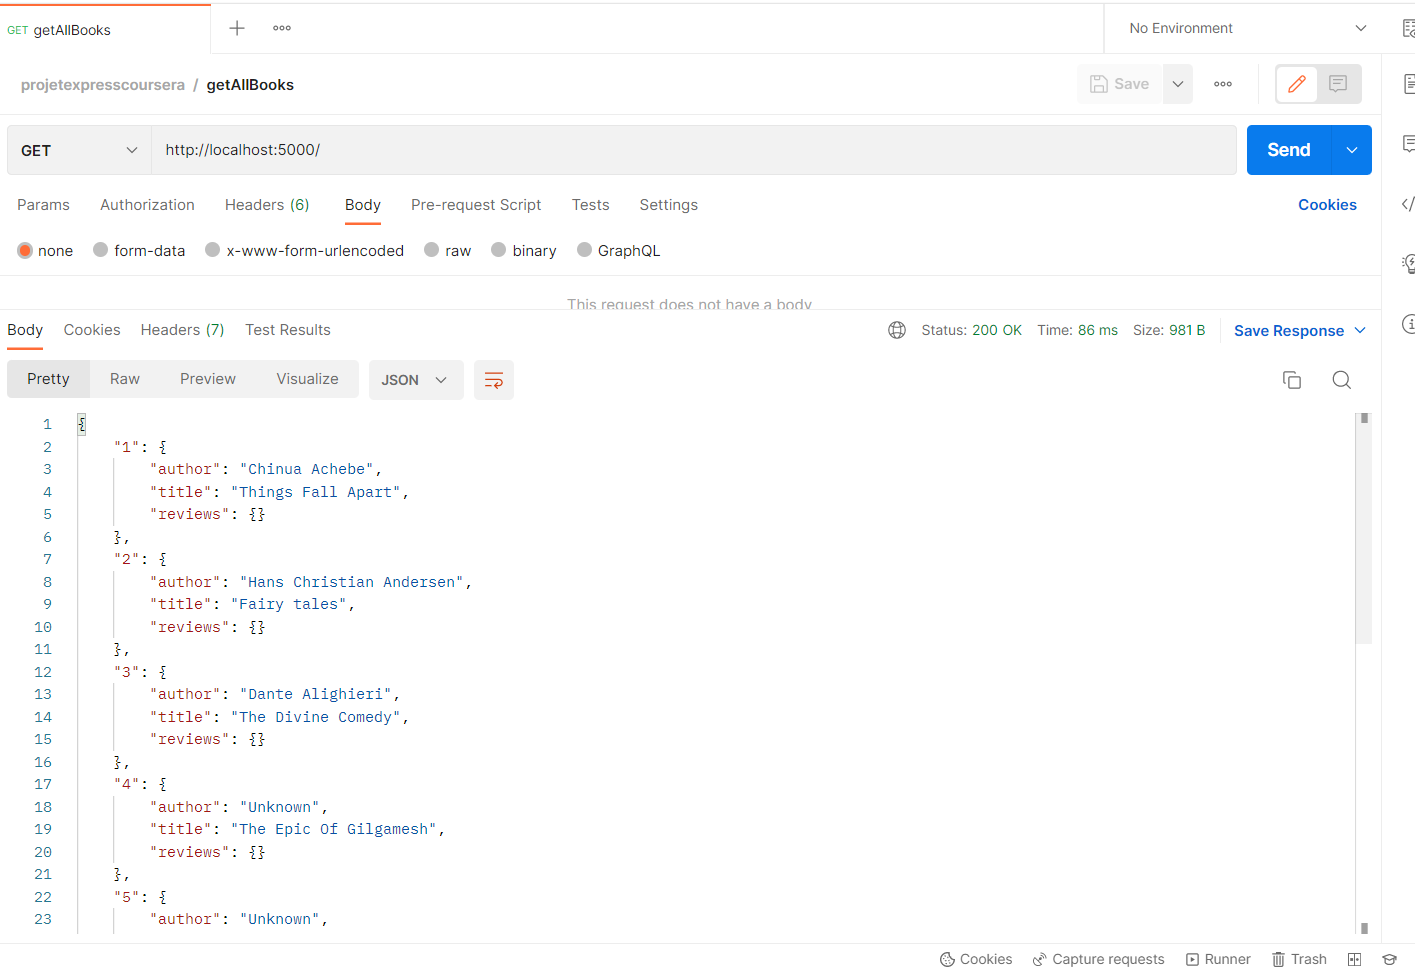 GET getAllBooks
No Environment
projetexpresscoursera / getAllBooks
Save
GET
http://localhost:5000/
Send
Params Authorization Headers (6) Body Pre-request Script Tests Settings Cookies
none form-data x-www-form-urlencoded raw binary GraphQL
This request does not have a body
Body Cookies Headers (7) Test Results Status: 200 OK Time: 86 ms Size: 981 B Save Response
Pretty Raw Preview Visualize JSON
1 {
2 "1": {
3 "author": "Chinua Achebe",
4 "title": "Things Fall Apart",
5 "reviews": {}
6 },
7 "2": {
8 "author": "Hans Christian Andersen",
9 "title": "Fairy tales",
10 "reviews": {}
11 },
12 "3": {
13 "author": "Dante Alighieri",
14 "title": "The Divine Comedy",
15 "reviews": {}
16 },
17 "4": {
18 "author": "Unknown",
19 "title": "The Epic Of Gilgamesh",
20 "reviews": {}
21 },
22 "5": {
23 "author": "Unknown",
Cookies Capture requests Runner Trash